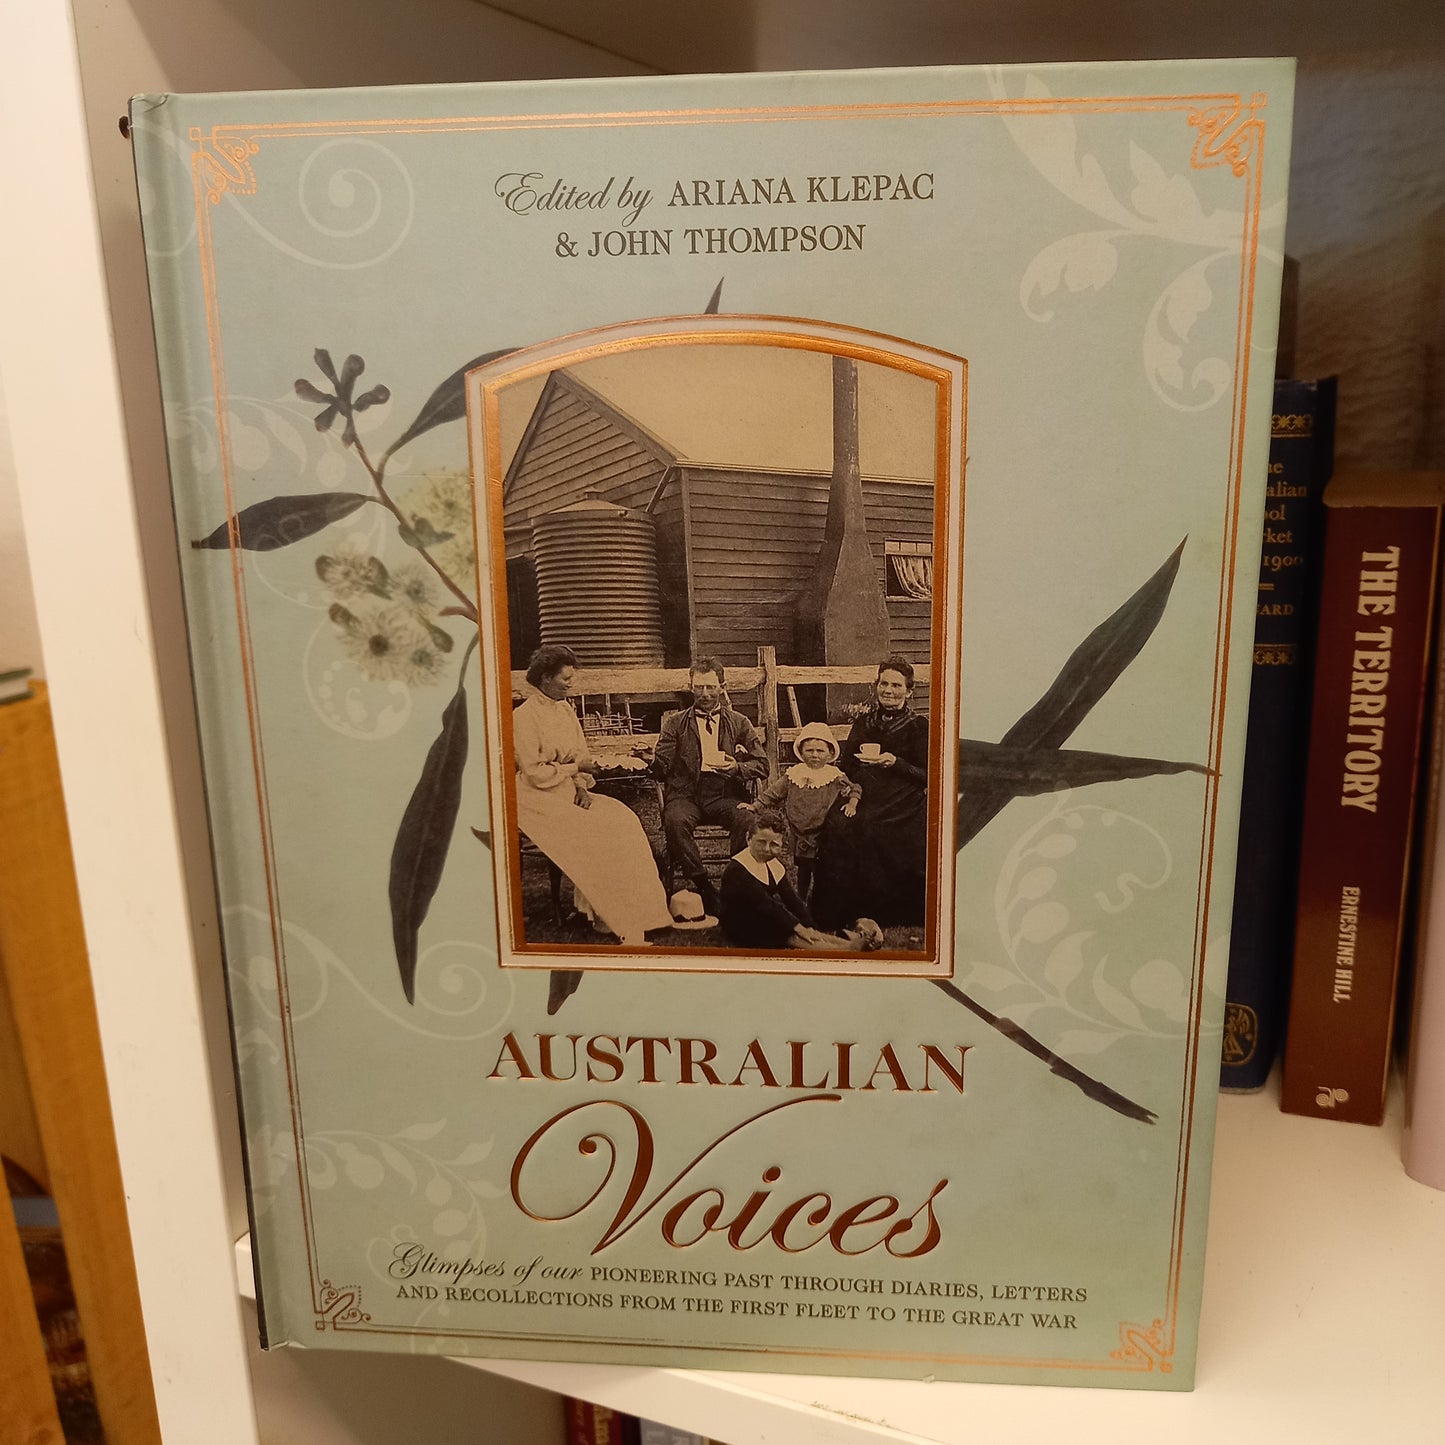 Edited by ARIANA KLEPAC
& JOHN THOMPSON
AUSTRALIAN
Voices
Glimpses of our PIONEERING PAST THROUGH DIARIES, LETTERS
AND RECOLLECTIONS FROM THE FIRST FLEET TO THE GREAT WAR
THE TERRITORY
ERNESTINE HILL
1900